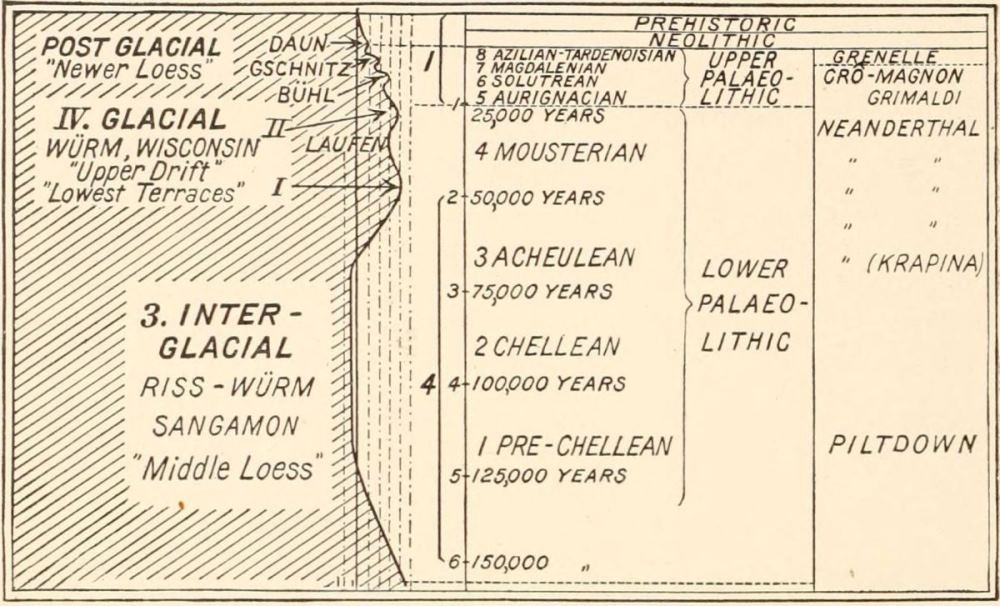 POST GLACIAL
"Newer Loess"
DAUN
GSCHNITZ
BÜHL
IV. GLACIAL
WÜRM, WISCONSIN
"Upper Drift"
"Lowest Terraces"
II
LAUFEN
I
3. INTER-
GLACIAL
RISS-WÜRM
SANGAMON
"Middle Loess"
1
4
1
2
3
4
5
6
PREHISTORIC
NEOLITHIC
8 AZILIAN-TARDENOISIAN
7 MAGDALENIAN
6 SOLUTREAN
5 AURIGNACIAN
25,000 YEARS
4 MOUSTERIAN
50,000 YEARS
3 ACHEULEAN
75,000 YEARS
2 CHELLEAN
100,000 YEARS
1 PRE-CHELLEAN
125,000 YEARS
150,000 "
UPPER
PALAEO-
LITHIC
LOWER
PALAEO-
LITHIC
GRENELLE
CRÔ-MAGNON
GRIMALDI
NEANDERTHAL
" "
" "
" "
" (KRAPINA)
PILTDOWN